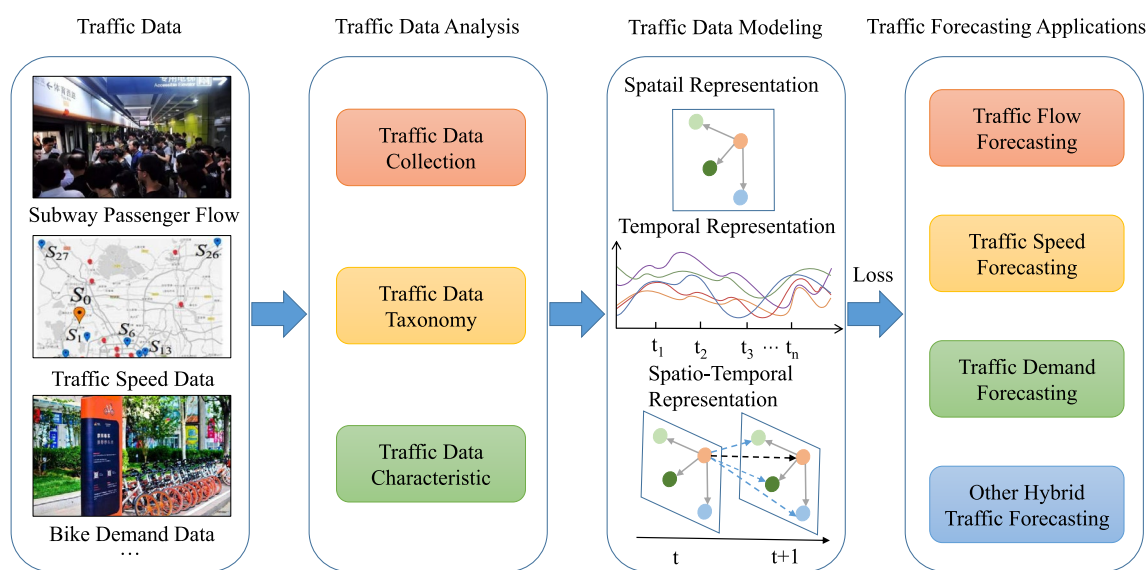 Traffic Data
Subway Passenger Flow
S27
S26
S0
S1
S6
S13
Traffic Speed Data
Bike Demand Data
...
Traffic Data Analysis
Traffic Data
Collection
Traffic Data
Taxonomy
Traffic Data
Characteristic
Traffic Data Modeling
Spatail Representation
Temporal Representation
t1 t2 t3 ... tn
Spatio-Temporal
Representation
t t+1
Loss
Traffic Forecasting Applications
Traffic Flow
Forecasting
Traffic Speed
Forecasting
Traffic Demand
Forecasting
Other Hybrid
Traffic Forecasting